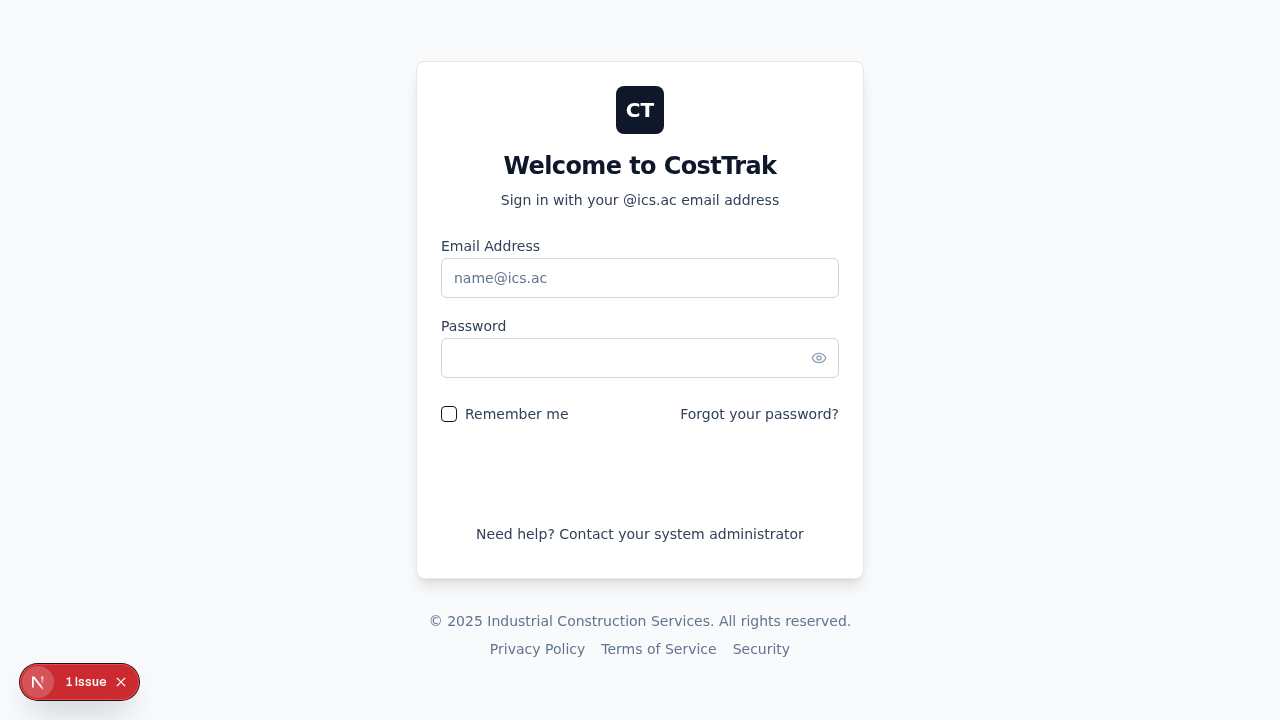 CT
Welcome to CostTrak
Sign in with your @ics.ac email address
Email Address
name@ics.ac
Password
Remember me
Forgot your password?
Need help? Contact your system administrator
© 2025 Industrial Construction Services. All rights reserved.
Privacy Policy Terms of Service Security
N 1 Issue